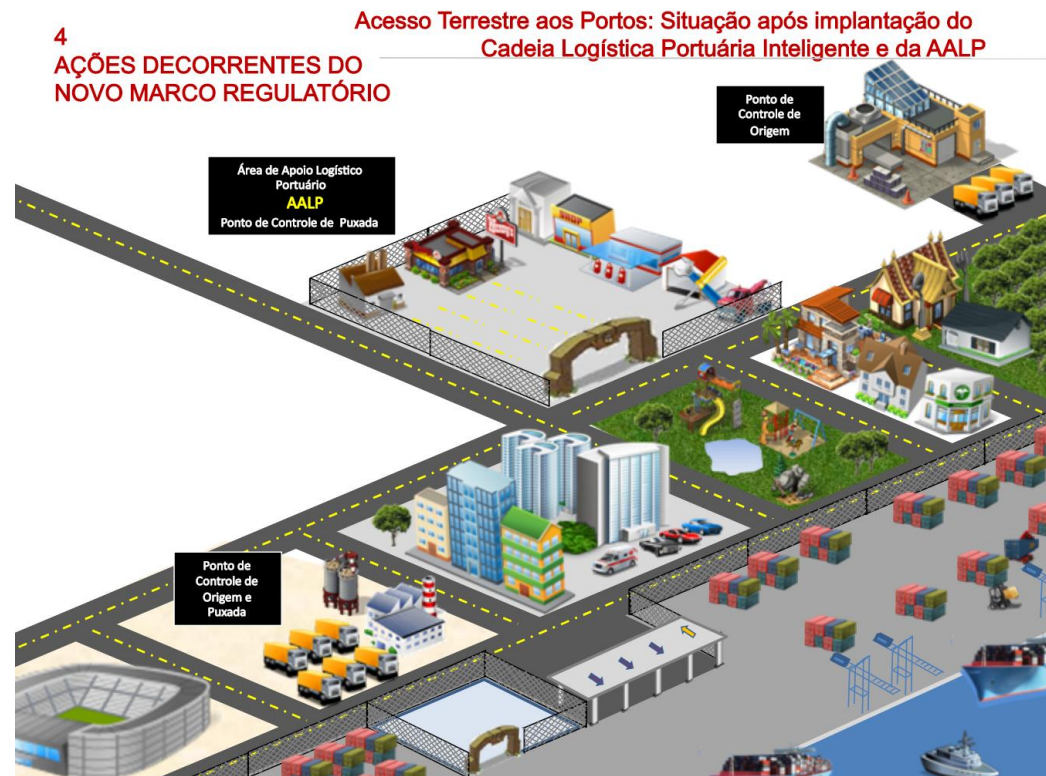 4
AÇÕES DECORRENTES DO
NOVO MARCO REGULATÓRIO
Acesso Terrestre aos Portos: Situação após implantação do
Cadeia Logística Portuária Inteligente e da AALP
Ponto de
Controle de
Origem
Área de Apoio Logístico
Portuário
AALP
Ponto de Controle de Puxada
SHOP
Ponto de
Controle de
Origem e
Puxada